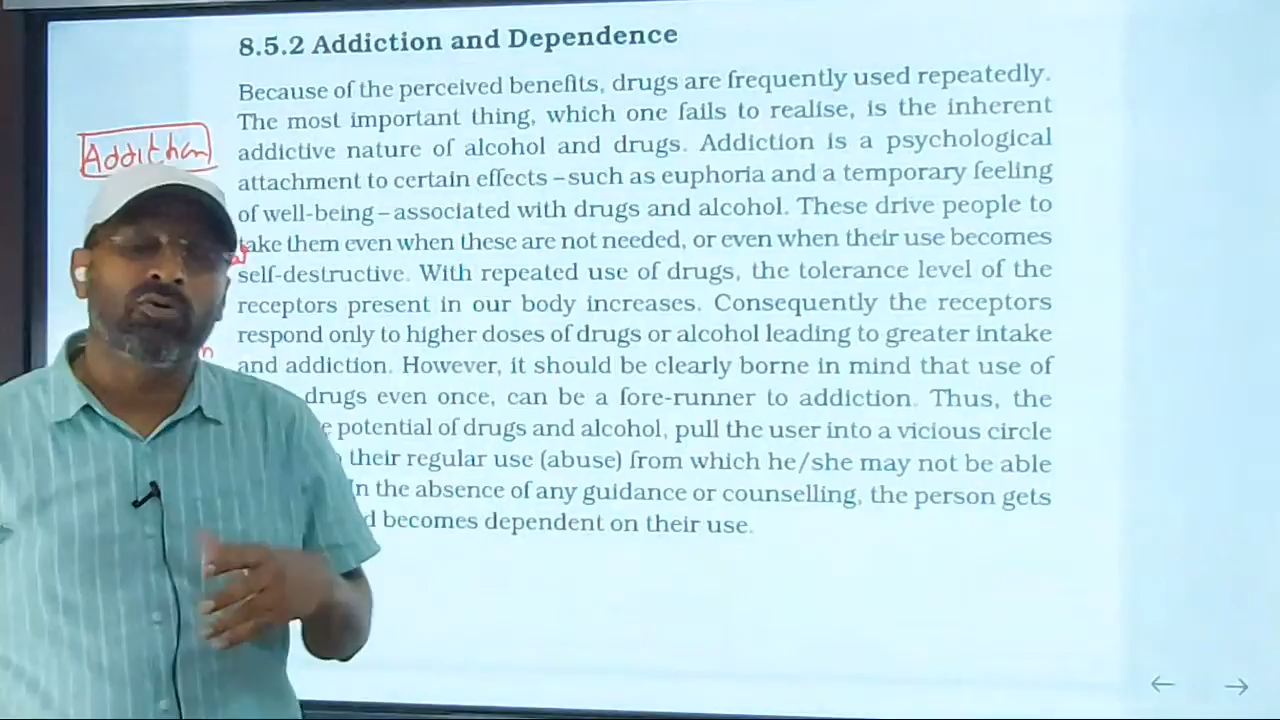 8.5.2 Addiction and Dependence
Because of the perceived benefits, drugs are frequently used repeatedly.
The most important thing, which one fails to realise, is the inherent
Addiction
addictive nature of alcohol and drugs. Addiction is a psychological
attachment to certain effects – such as euphoria and a temporary feeling
of well-being – associated with drugs and alcohol. These drive people to
take them even when these are not needed, or even when their use becomes
self-destructive. With repeated use of drugs, the tolerance level of the
receptors present in our body increases. Consequently the receptors
respond only to higher doses of drugs or alcohol leading to greater intake
and addiction. However, it should be clearly borne in mind that use of
drugs even once, can be a fore-runner to addiction. Thus, the
potential of drugs and alcohol, pull the user into a vicious circle
their regular use (abuse) from which he/she may not be able
In the absence of any guidance or counselling, the person gets
becomes dependent on their use.
← →